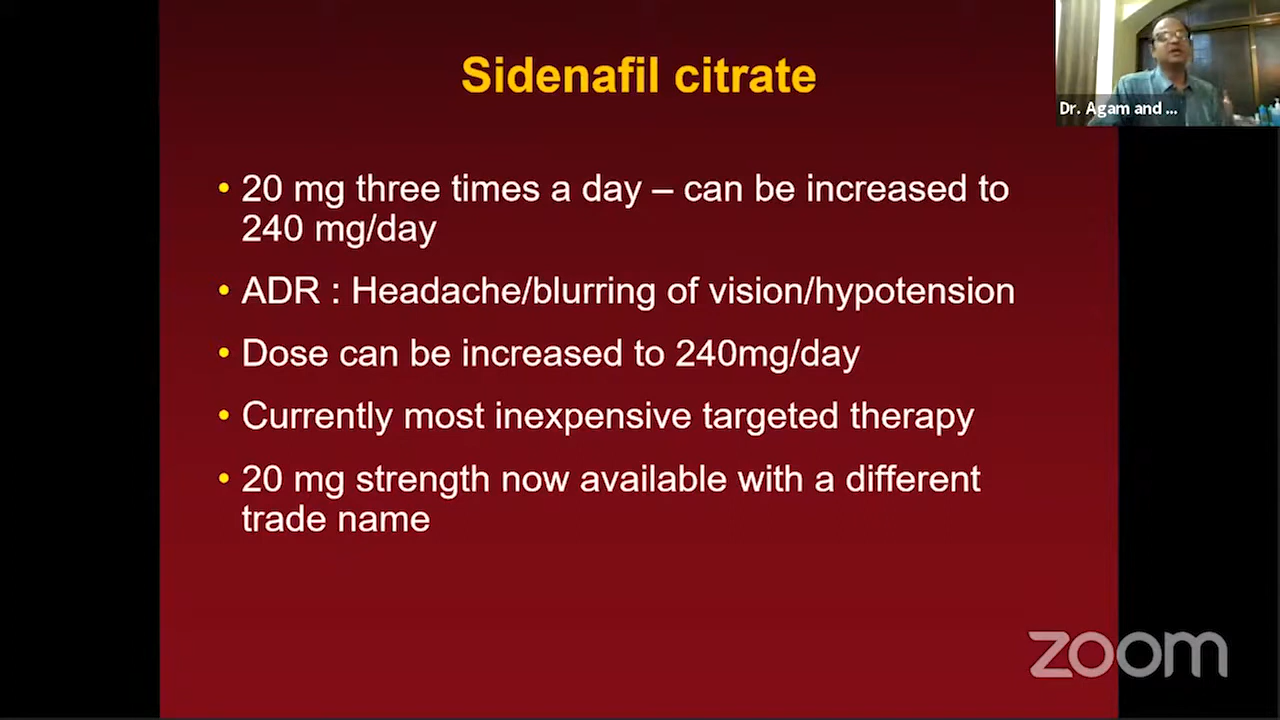 Sidenafil citrate
Dr. Agam and ...
• 20 mg three times a day – can be increased to
240 mg/day
• ADR : Headache/blurring of vision/hypotension
• Dose can be increased to 240mg/day
• Currently most inexpensive targeted therapy
• 20 mg strength now available with a different
trade name
zoom